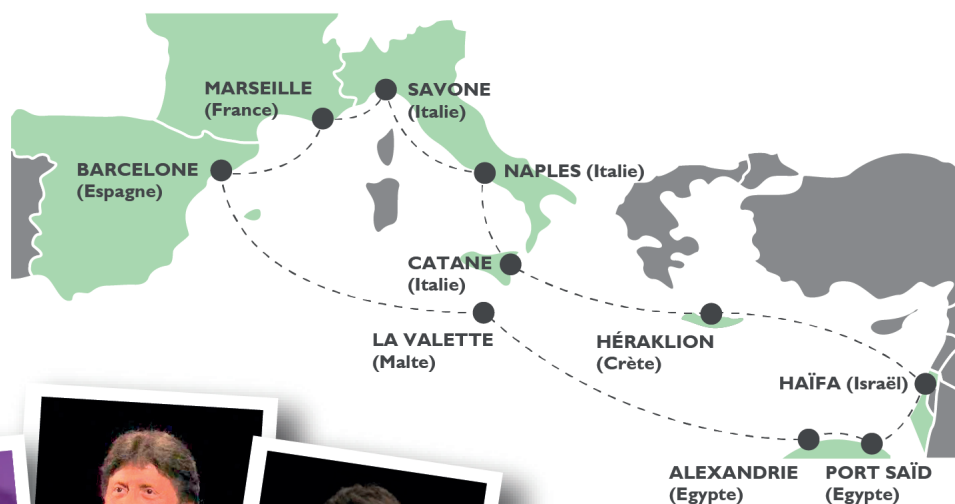 MARSEILLE
(France)
SAVONE
(Italie)
BARCELONE
(Espagne)
NAPLES (Italie)
CATANE
(Italie)
LA VALETTE
(Malte)
HÉRAKLION
(Crète)
HAÏFA (Israël)
ALEXANDRIE
(Egypte)
PORT SAÏD
(Egypte)